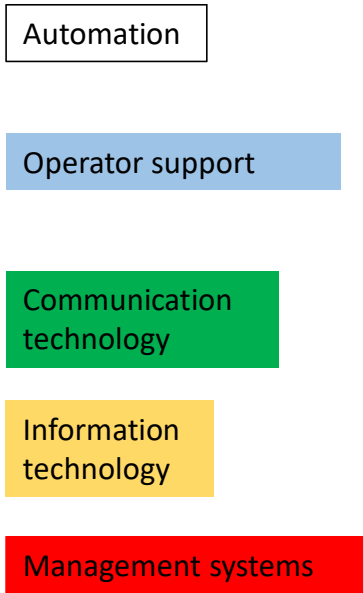 Automation
Operator support
Communication
technology
Information
technology
Management systems